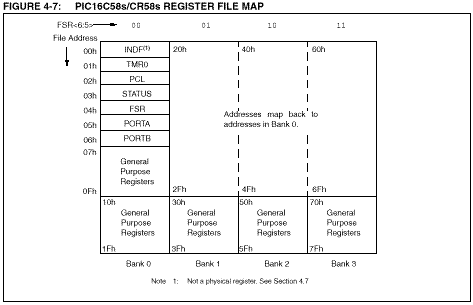 FIGURE 4-7: PIC16C58s/CR58s REGISTER FILE MAP
FSR<6:5> 00 01 10 11
File Address
00h INDF(1) 20h 40h 60h
01h TMR0
02h PCL
03h STATUS
04h FSR
05h PORTA
06h PORTB
Addresses map back to
addresses in Bank 0.
07h
General
Purpose
Registers
0Fh 2Fh 4Fh 6Fh
10h 30h 50h 70h
General General General General
Purpose Purpose Purpose Purpose
Registers Registers Registers Registers
1Fh 3Fh 5Fh 7Fh
Bank 0 Bank 1 Bank 2 Bank 3
Note 1: Not a physical register. See Section 4.7